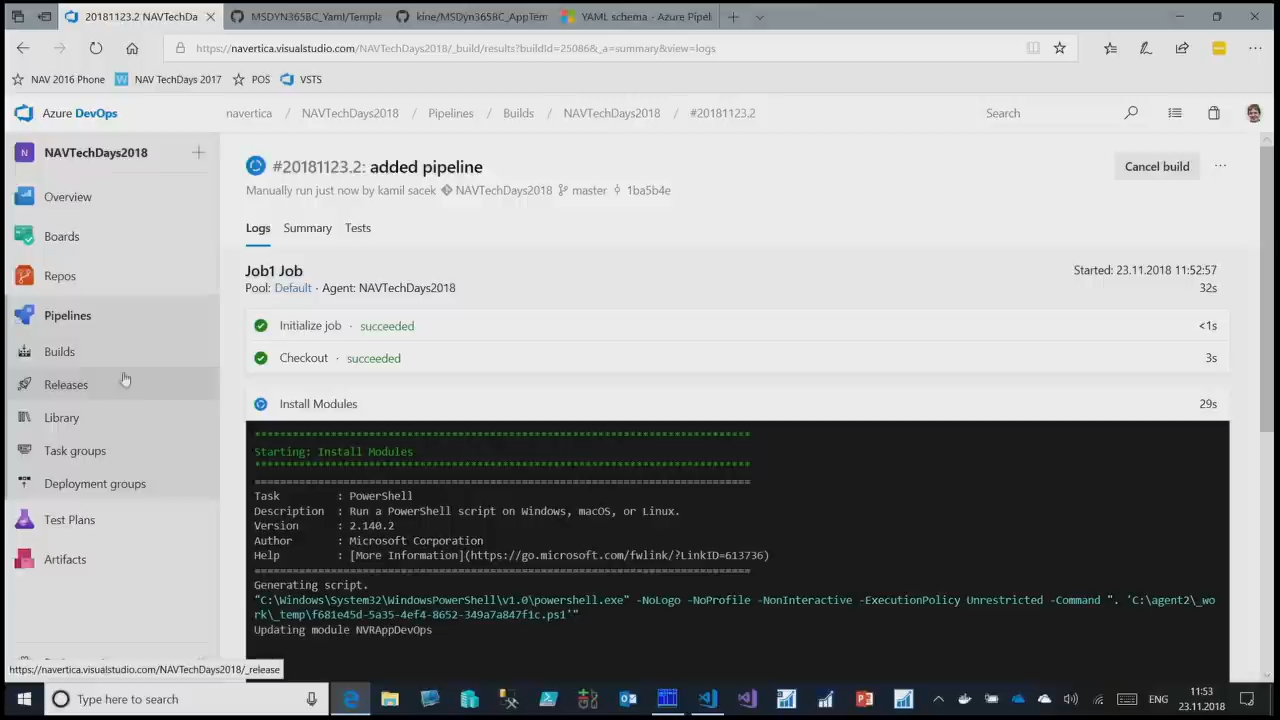 20181123.2 NAVTechDa
MSDYN365BC_Yaml/Templa
kine/MSDyn365BC_AppTem
YAML schema - Azure Pipel
https://navertica.visualstudio.com/NAVTechDays2018/_build/results?buildId=25086&_a=summary&view=logs
NAV 2016 Phone
NAV TechDays 2017
POS
VSTS
Azure DevOps
navertica / NAVTechDays2018 / Pipelines / Builds / NAVTechDays2018 / #20181123.2
Search
N NAVTechDays2018
Overview
Boards
Repos
Pipelines
Builds
Releases
Library
Task groups
Deployment groups
Test Plans
Artifacts
#20181123.2: added pipeline
Cancel build
Manually run just now by kamil sacek NAVTechDays2018 master 1ba5b4e
Logs Summary Tests
Job1 Job
Started: 23.11.2018 11:52:57
Pool: Default · Agent: NAVTechDays2018
32s
Initialize job · succeeded <1s
Checkout · succeeded 3s
Install Modules 29s
******************************************************************************
Starting: Install Modules
******************************************************************************
==============================================================================
Task : PowerShell
Description : Run a PowerShell script on Windows, macOS, or Linux.
Version : 2.140.2
Author : Microsoft Corporation
Help : [More Information](https://go.microsoft.com/fwlink/?LinkID=613736)
==============================================================================
Generating script.
"C:\Windows\System32\WindowsPowerShell\v1.0\powershell.exe" -NoLogo -NoProfile -NonInteractive -ExecutionPolicy Unrestricted -Command ". 'C:\agent2\_wo
rk\_temp\f681e45d-5a35-4ef4-8652-349a7a847f1c.ps1'"
Updating module NVRAppDevOps
https://navertica.visualstudio.com/NAVTechDays2018/_release
Type here to search
ENG
11:53
23.11.2018